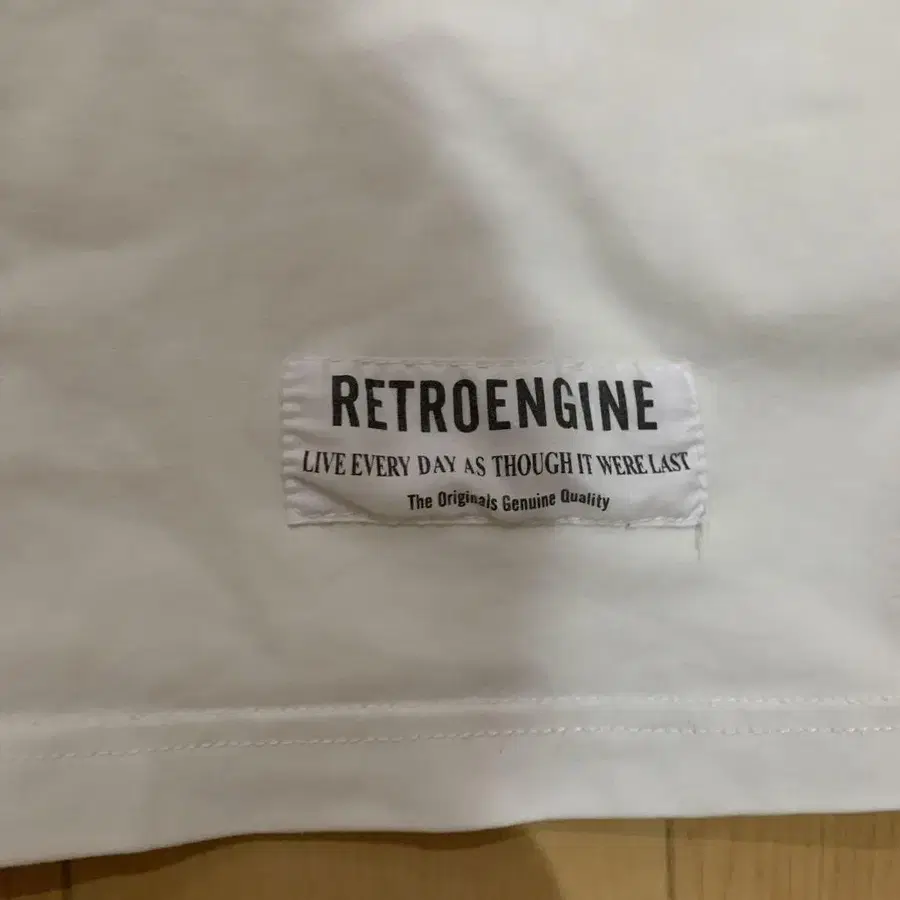 RETROENGINE
LIVE EVERY DAY AS THOUGH IT WERE LAST
The Originals Genuine Quality